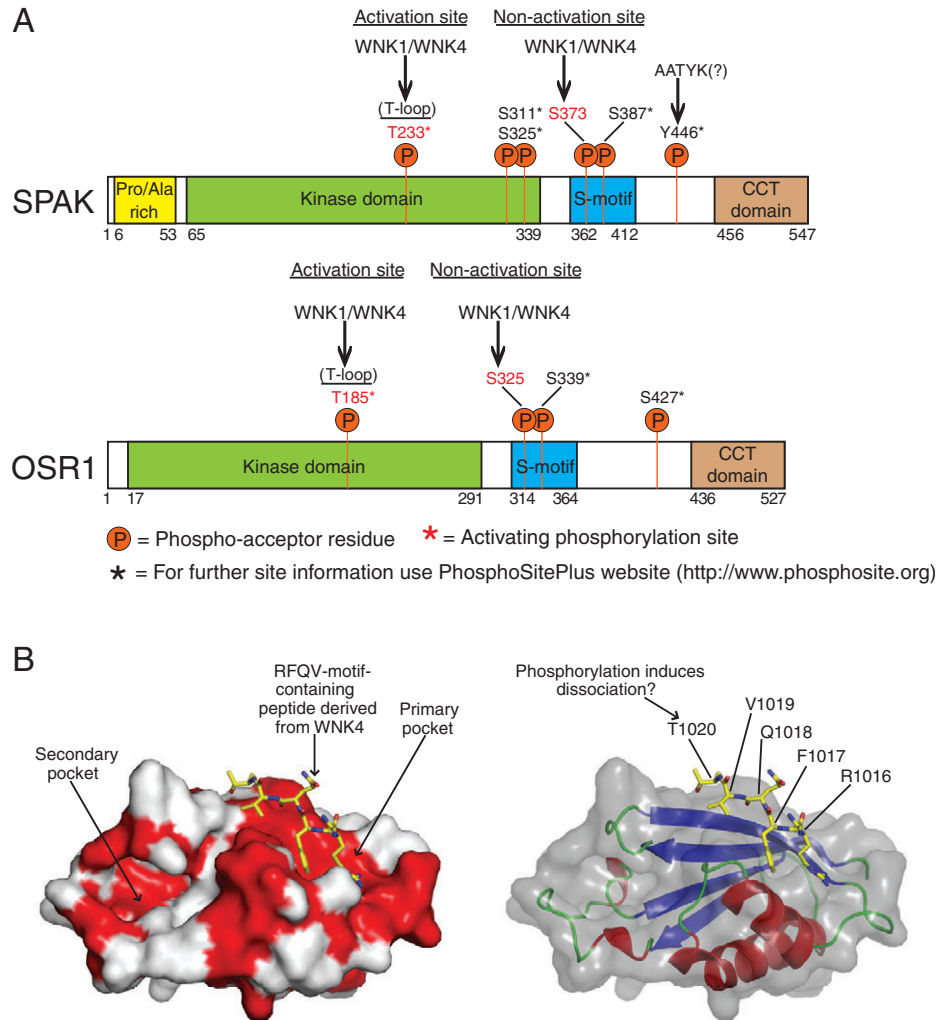 A
Activation site
Non-activation site
WNK1/WNK4
WNK1/WNK4
AATYK(?)
(T-loop)
T233*
S311*
S325*
S373
S387*
Y446*
P
P
P
P
P
P
SPAK
Pro/Ala
rich
Kinase domain
S-motif
CCT
domain
1 6
53
65
339
362
412
456
547
Activation site
Non-activation site
WNK1/WNK4
WNK1/WNK4
(T-loop)
T185*
S325
S339*
S427*
P
P
P
P
OSR1
Kinase domain
S-motif
CCT
domain
1
17
291
314
364
436
527
P = Phospho-acceptor residue
* = Activating phosphorylation site
* = For further site information use PhosphoSitePlus website (http://www.phosphosite.org)
B
RFQV-motif-
containing
peptide derived
from WNK4
Primary
pocket
Secondary
pocket
Phosphorylation induces
dissociation?
T1020
V1019
Q1018
F1017
R1016